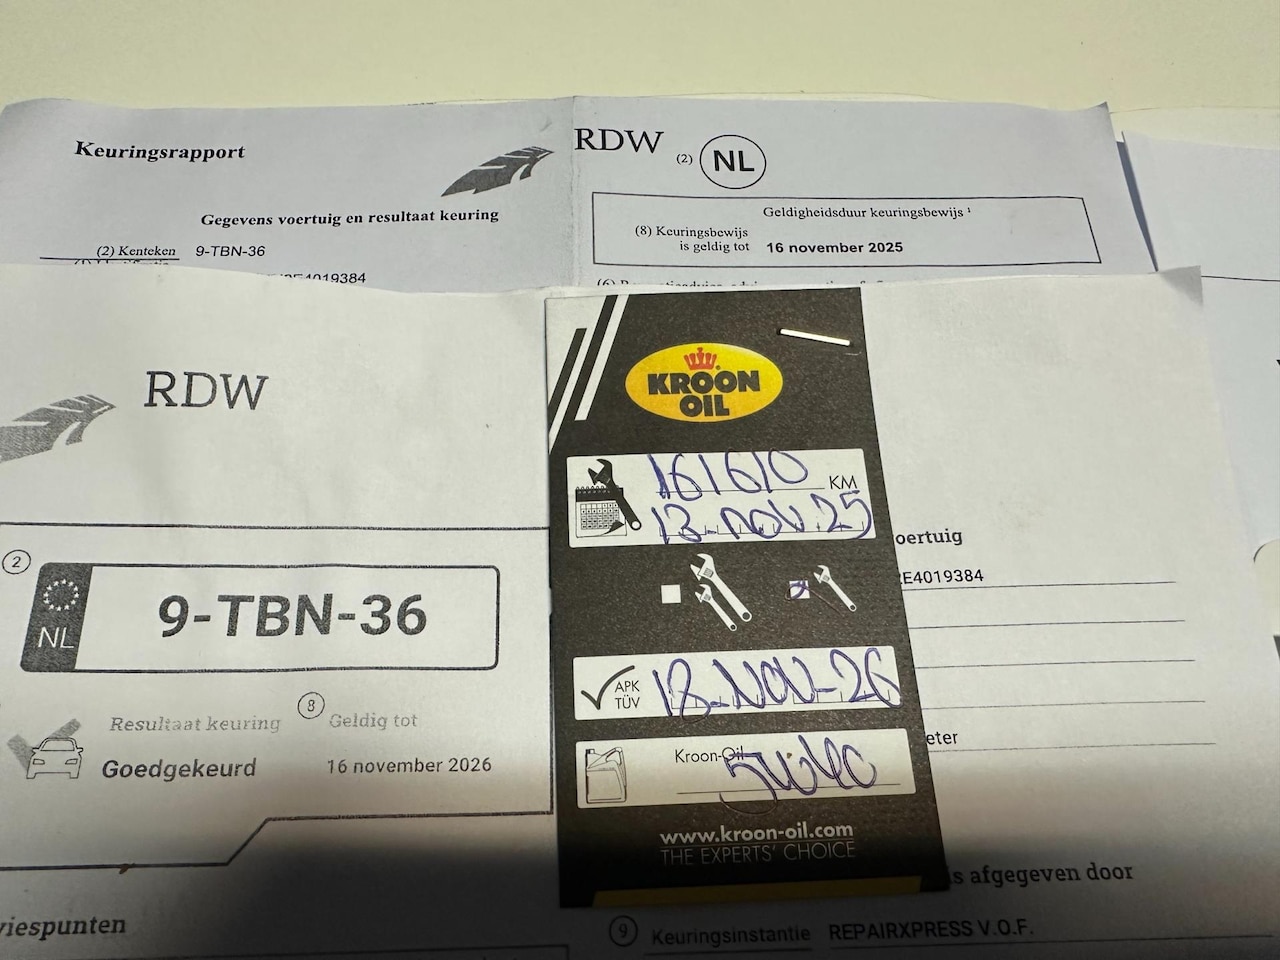 Keuringsrapport
Gegevens voertuig en resultaat keuring
(2) Kenteken 9-TBN-36
E4019384
RDW (2) NL
Geldigheidsduur keuringsbewijs ¹
(8) Keuringsbewijs
is geldig tot 16 november 2025
RDW
2
NL 9-TBN-36
Resultaat keuring
Goedgekeurd
8 Geldig tot
16 november 2026
viespunten
KROON
OIL
161610 KM
13-nov 25
APK
TÜV
18-NOV-26
Kroon-Oil 5W40
www.kroon-oil.com
THE EXPERTS' CHOICE
oertuig
E4019384
eter
s afgegeven door
9 Keuringsinstantie REPAIRXPRESS V.O.F.